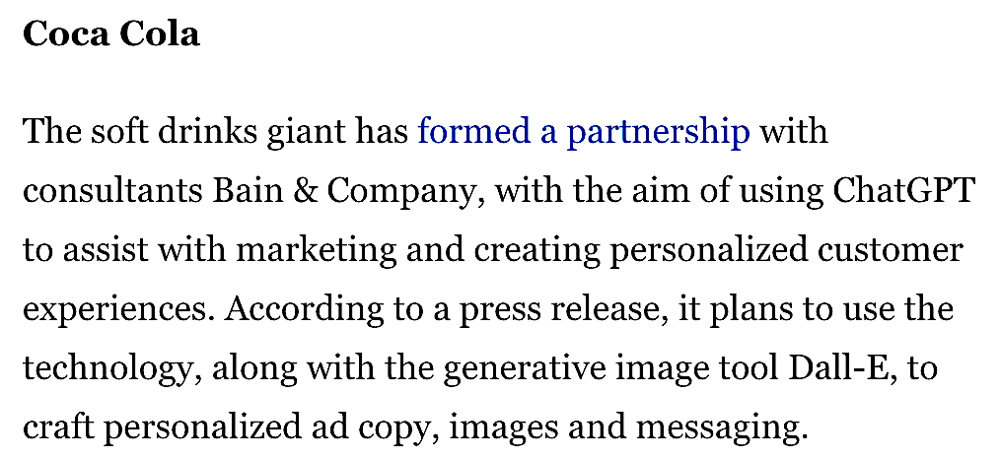 Coca Cola
The soft drinks giant has formed a partnership with
consultants Bain & Company, with the aim of using ChatGPT
to assist with marketing and creating personalized customer
experiences. According to a press release, it plans to use the
technology, along with the generative image tool Dall-E, to
craft personalized ad copy, images and messaging.